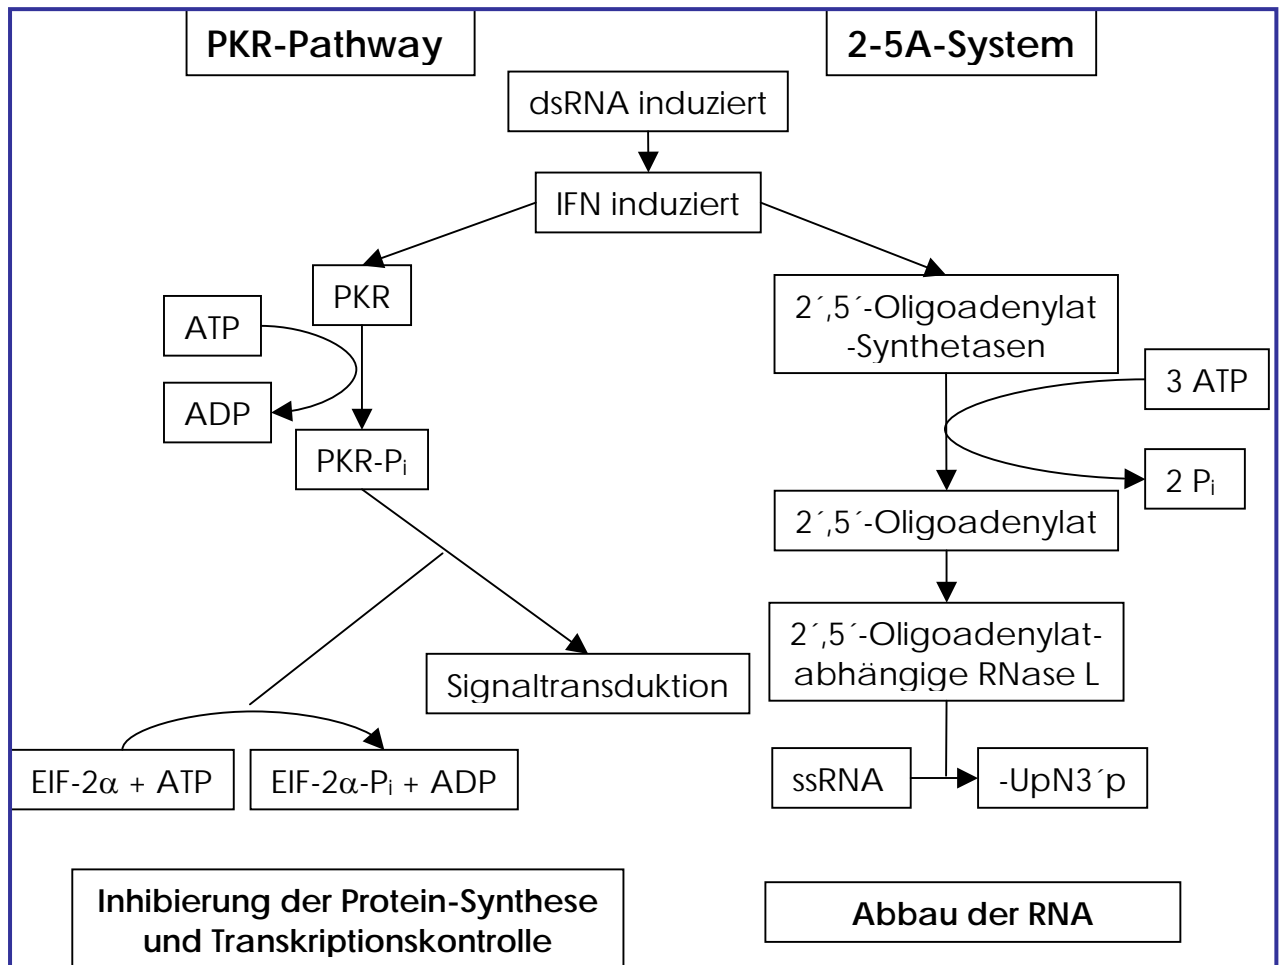 PKR-Pathway
2-5A-System
dsRNA induziert
IFN induziert
PKR
ATP
ADP
PKR-Pi
2´,5´-Oligoadenylat
-Synthetasen
3 ATP
2 Pi
2´,5´-Oligoadenylat
2´,5´-Oligoadenylat-
abhängige RNase L
Signaltransduktion
EIF-2α + ATP
EIF-2α-Pi + ADP
ssRNA
-UpN3´p
Inhibierung der Protein-Synthese
und Transkriptionskontrolle
Abbau der RNA